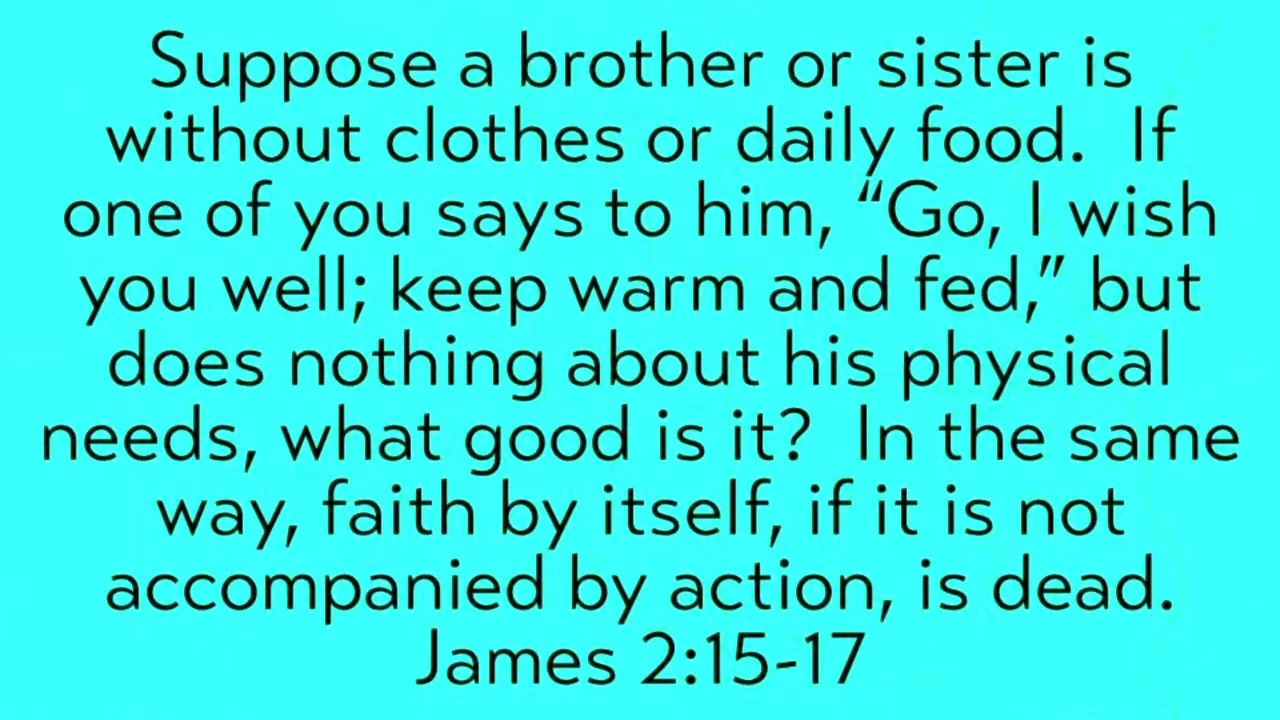 Suppose a brother or sister is
without clothes or daily food.  If
one of you says to him, “Go, I wish
you well; keep warm and fed,” but
does nothing about his physical
needs, what good is it?  In the same
way, faith by itself, if it is not
accompanied by action, is dead.
James 2:15-17